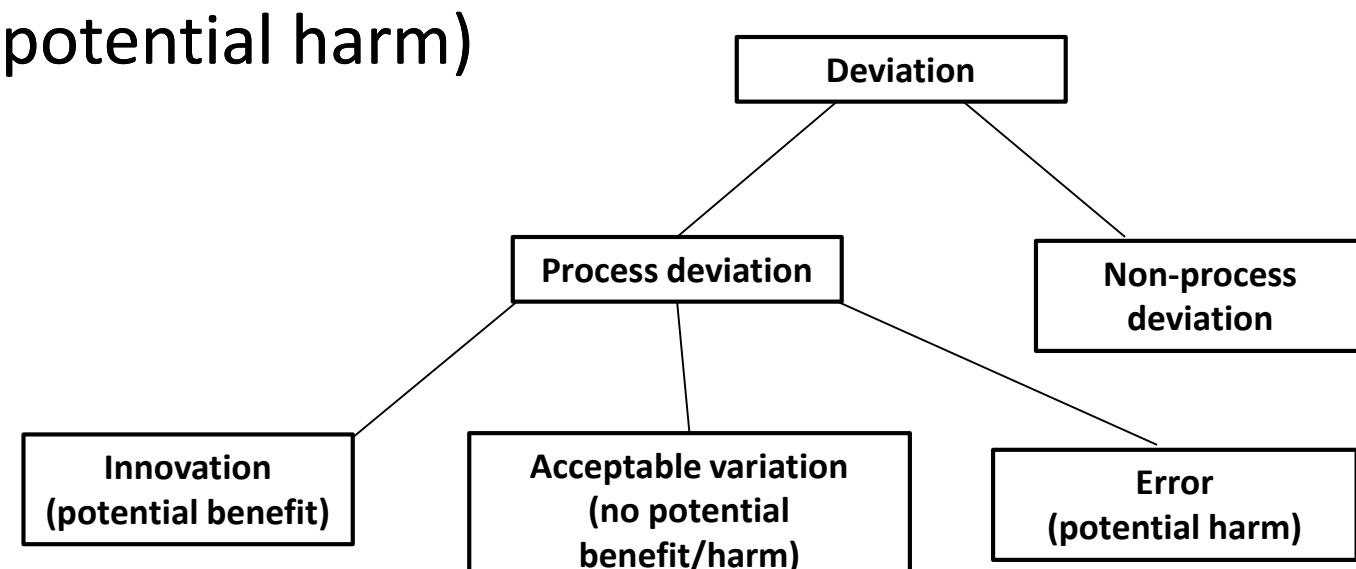 potential harm)
Deviation
Process deviation
Non-process
deviation
Innovation
(potential benefit)
Acceptable variation
(no potential
benefit/harm)
Error
(potential harm)